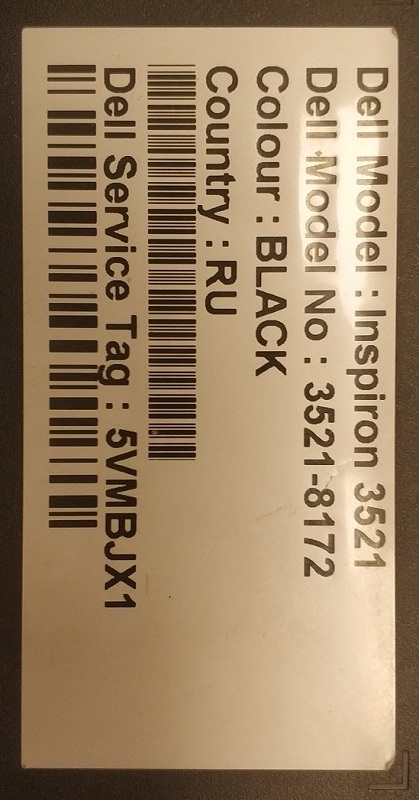 Dell Model : Inspiron 3521
Dell Model No : 3521-8172
Colour : BLACK
Country : RU
Dell Service Tag : 5VMBJX1